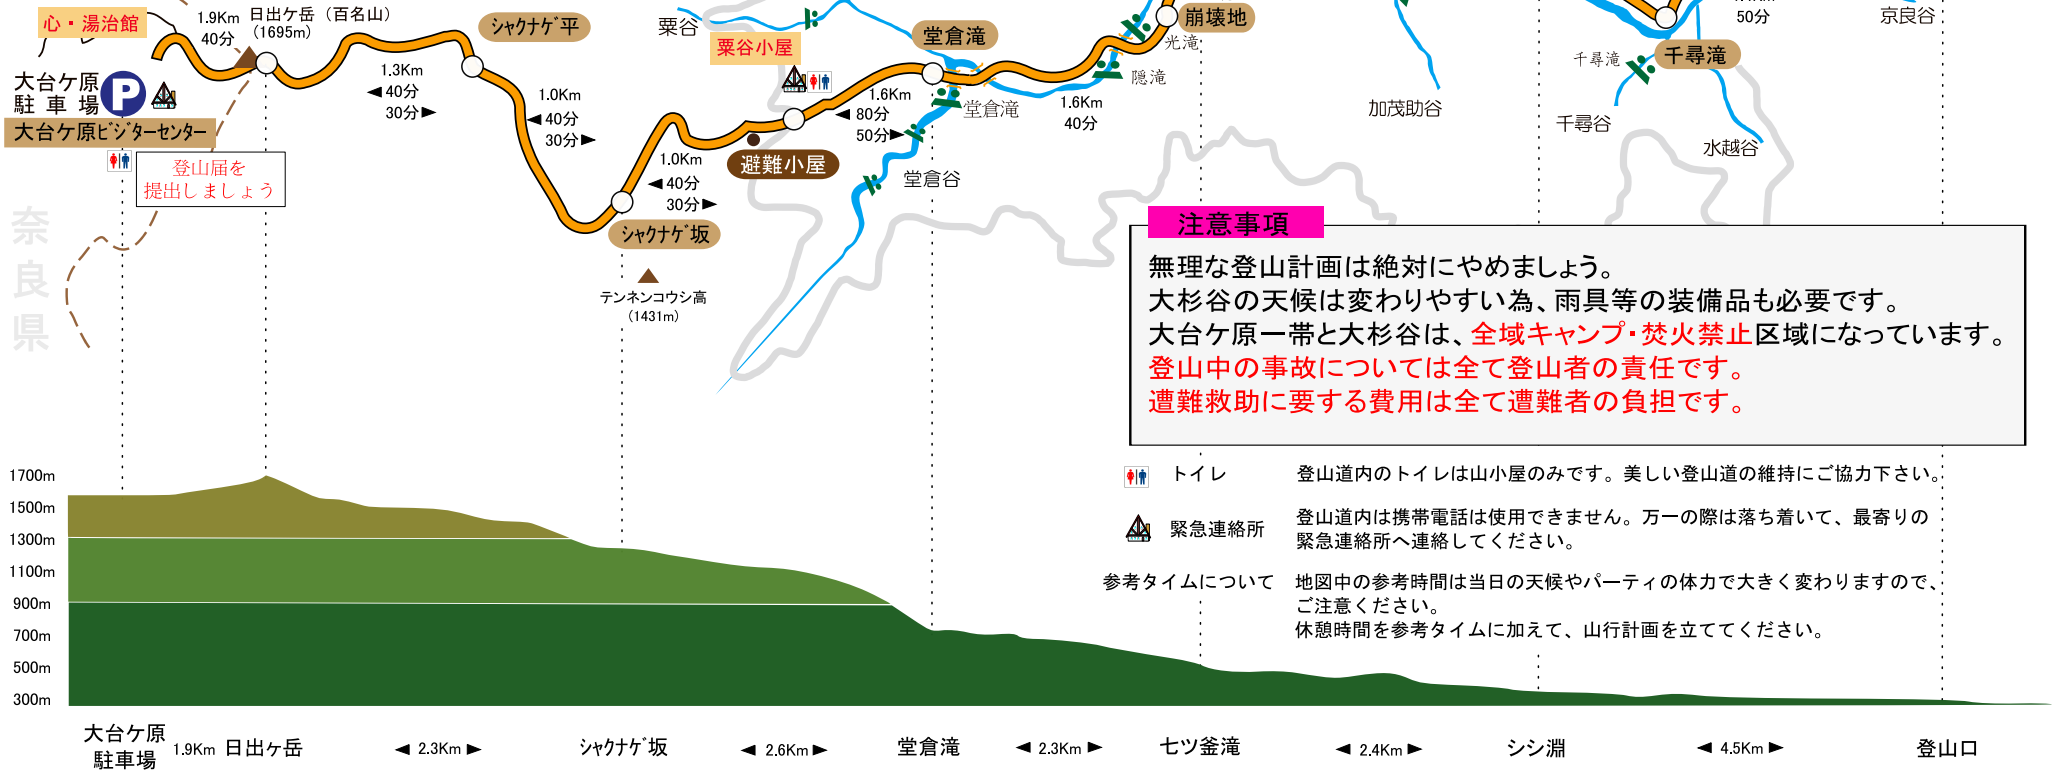 心・湯治館
1.9Km
40分
日出ケ岳（百名山）
（1695m）
シャクナゲ平
大台ケ原
駐車場
P
大台ケ原ビジターセンター
登山届を
提出しましょう
1.3Km
40分
30分
1.0Km
40分
30分
1.0Km
40分
30分
シャクナゲ坂
テンネンコウシ高
（1431m）
粟谷
粟谷小屋
避難小屋
1.6Km
80分
50分
堂倉滝
堂倉滝
堂倉谷
1.6Km
40分
崩壊地
光滝
隠滝
加茂助谷
50分
千尋滝
千尋滝
千尋谷
水越谷
京良谷
奈
良
県
注意事項
無理な登山計画は絶対にやめましょう。
大杉谷の天候は変わりやすい為、雨具等の装備品も必要です。
大台ケ原一帯と大杉谷は、全域キャンプ・焚火禁止区域になっています。
登山中の事故については全て登山者の責任です。
遭難救助に要する費用は全て遭難者の負担です。
トイレ 登山道内のトイレは山小屋のみです。美しい登山道の維持にご協力下さい。
緊急連絡所 登山道内は携帯電話は使用できません。万一の際は落ち着いて、最寄りの
緊急連絡所へ連絡してください。
参考タイムについて 地図中の参考時間は当日の天候やパーティの体力で大きく変わりますので、
ご注意ください。
休憩時間を参考タイムに加えて、山行計画を立ててください。
1700m
1500m
1300m
1100m
900m
700m
500m
300m
大台ケ原
駐車場
1.9Km 日出ヶ岳 2.3Km シャクナゲ坂 2.6Km 堂倉滝 2.3Km 七ツ釜滝 2.4Km シシ淵 4.5Km 登山口